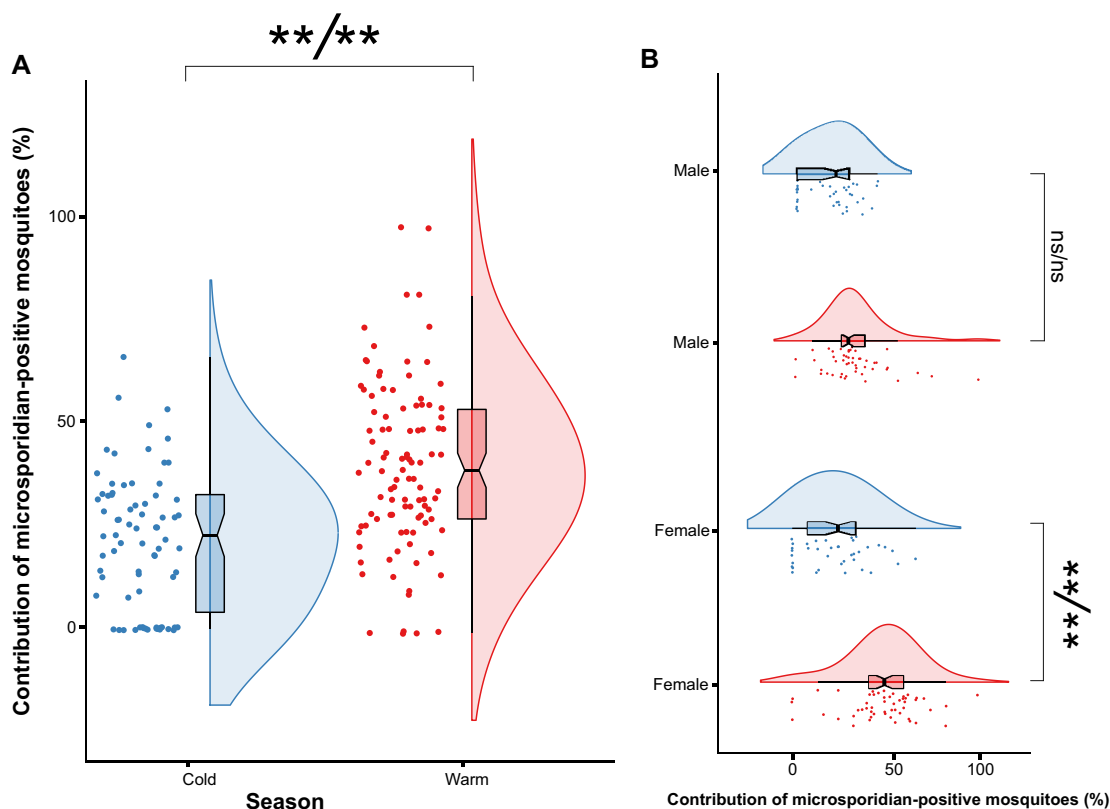 A
**/**
Contribution of microsporidian-positive mosquitoes (%)
100
50
0
Cold
Warm
Season
B
Male
Male
Female
Female
ns/ns
**/**
0
50
100
Contribution of microsporidian-positive mosquitoes (%)